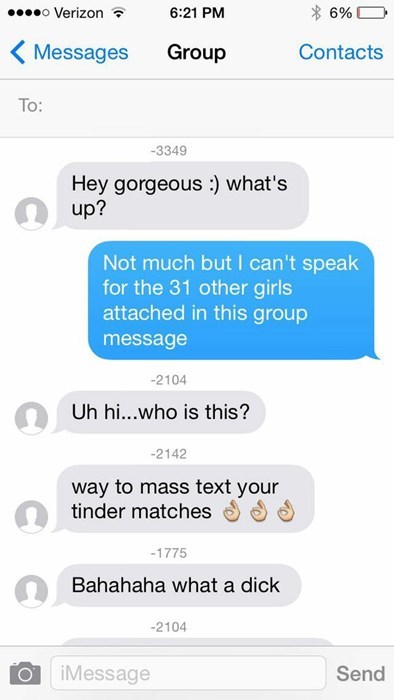 Verizon 6:21 PM 6%
Messages Group Contacts
To:
-3349
Hey gorgeous :) what's
up?
Not much but I can't speak
for the 31 other girls
attached in this group
message
-2104
Uh hi...who is this?
-2142
way to mass text your
tinder matches 👌🏼👌🏼👌🏼
-1775
Bahahaha what a dick
-2104
iMessage Send